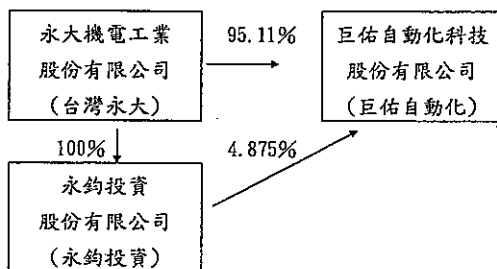 永大機電工業
股份有限公司
(台灣永大)
95.11%
巨佑自動化科技
股份有限公司
(巨佑自動化)
100%
4.875%
永鈞投資
股份有限公司
(永鈞投資)